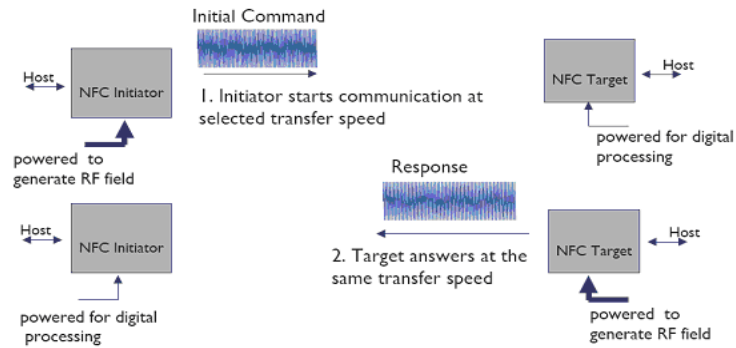 Initial Command
Host
NFC Initiator
1. Initiator starts communication at
selected transfer speed
powered to
generate RF field
Host
NFC Target
powered for digital
processing
Response
Host
NFC Initiator
2. Target answers at the
same transfer speed
powered for digital
processing
Host
NFC Target
powered to
generate RF field